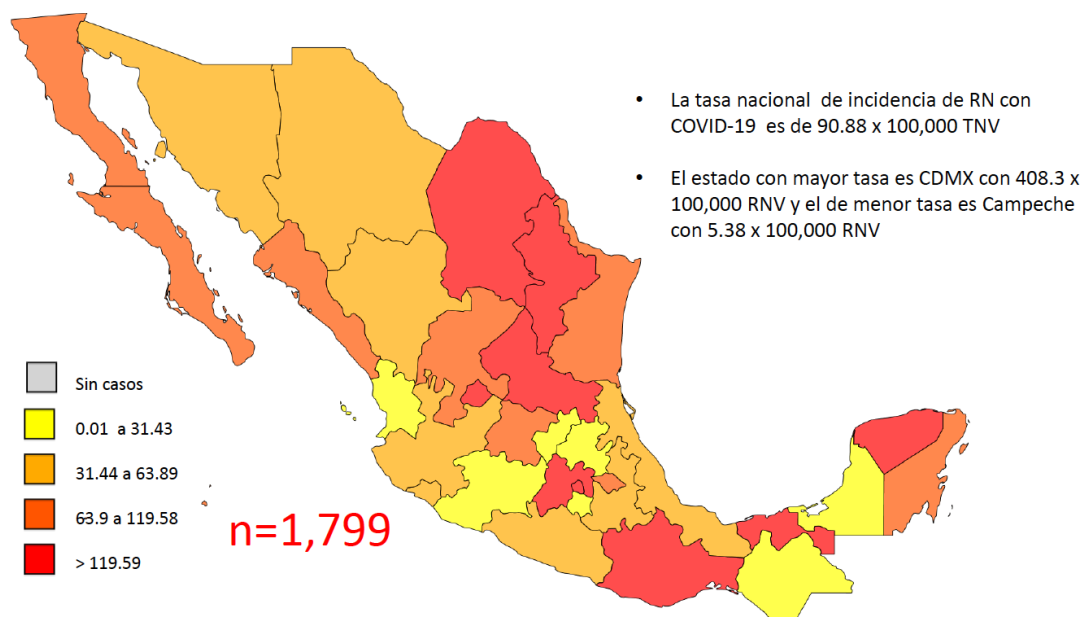 • La tasa nacional de incidencia de RN con
COVID-19 es de 90.88 x 100,000 TNV
• El estado con mayor tasa es CDMX con 408.3 x
100,000 RNV y el de menor tasa es Campeche
con 5.38 x 100,000 RNV
Sin casos
0.01 a 31.43
31.44 a 63.89
63.9 a 119.58
> 119.59
n=1,799